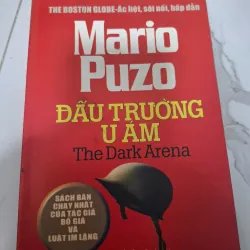 THE BOSTON GLOBE-Ác liệt, sôi nổi, hấp dẫn
Mario
Puzo
ĐẤU TRƯỜNG
U ÁM
The Dark Arena
SÁCH BÁN
CHẠY NHẤT
CỦA TÁC GIẢ
BỐ GIÀ
VÀ
LUẬT IM LẶNG